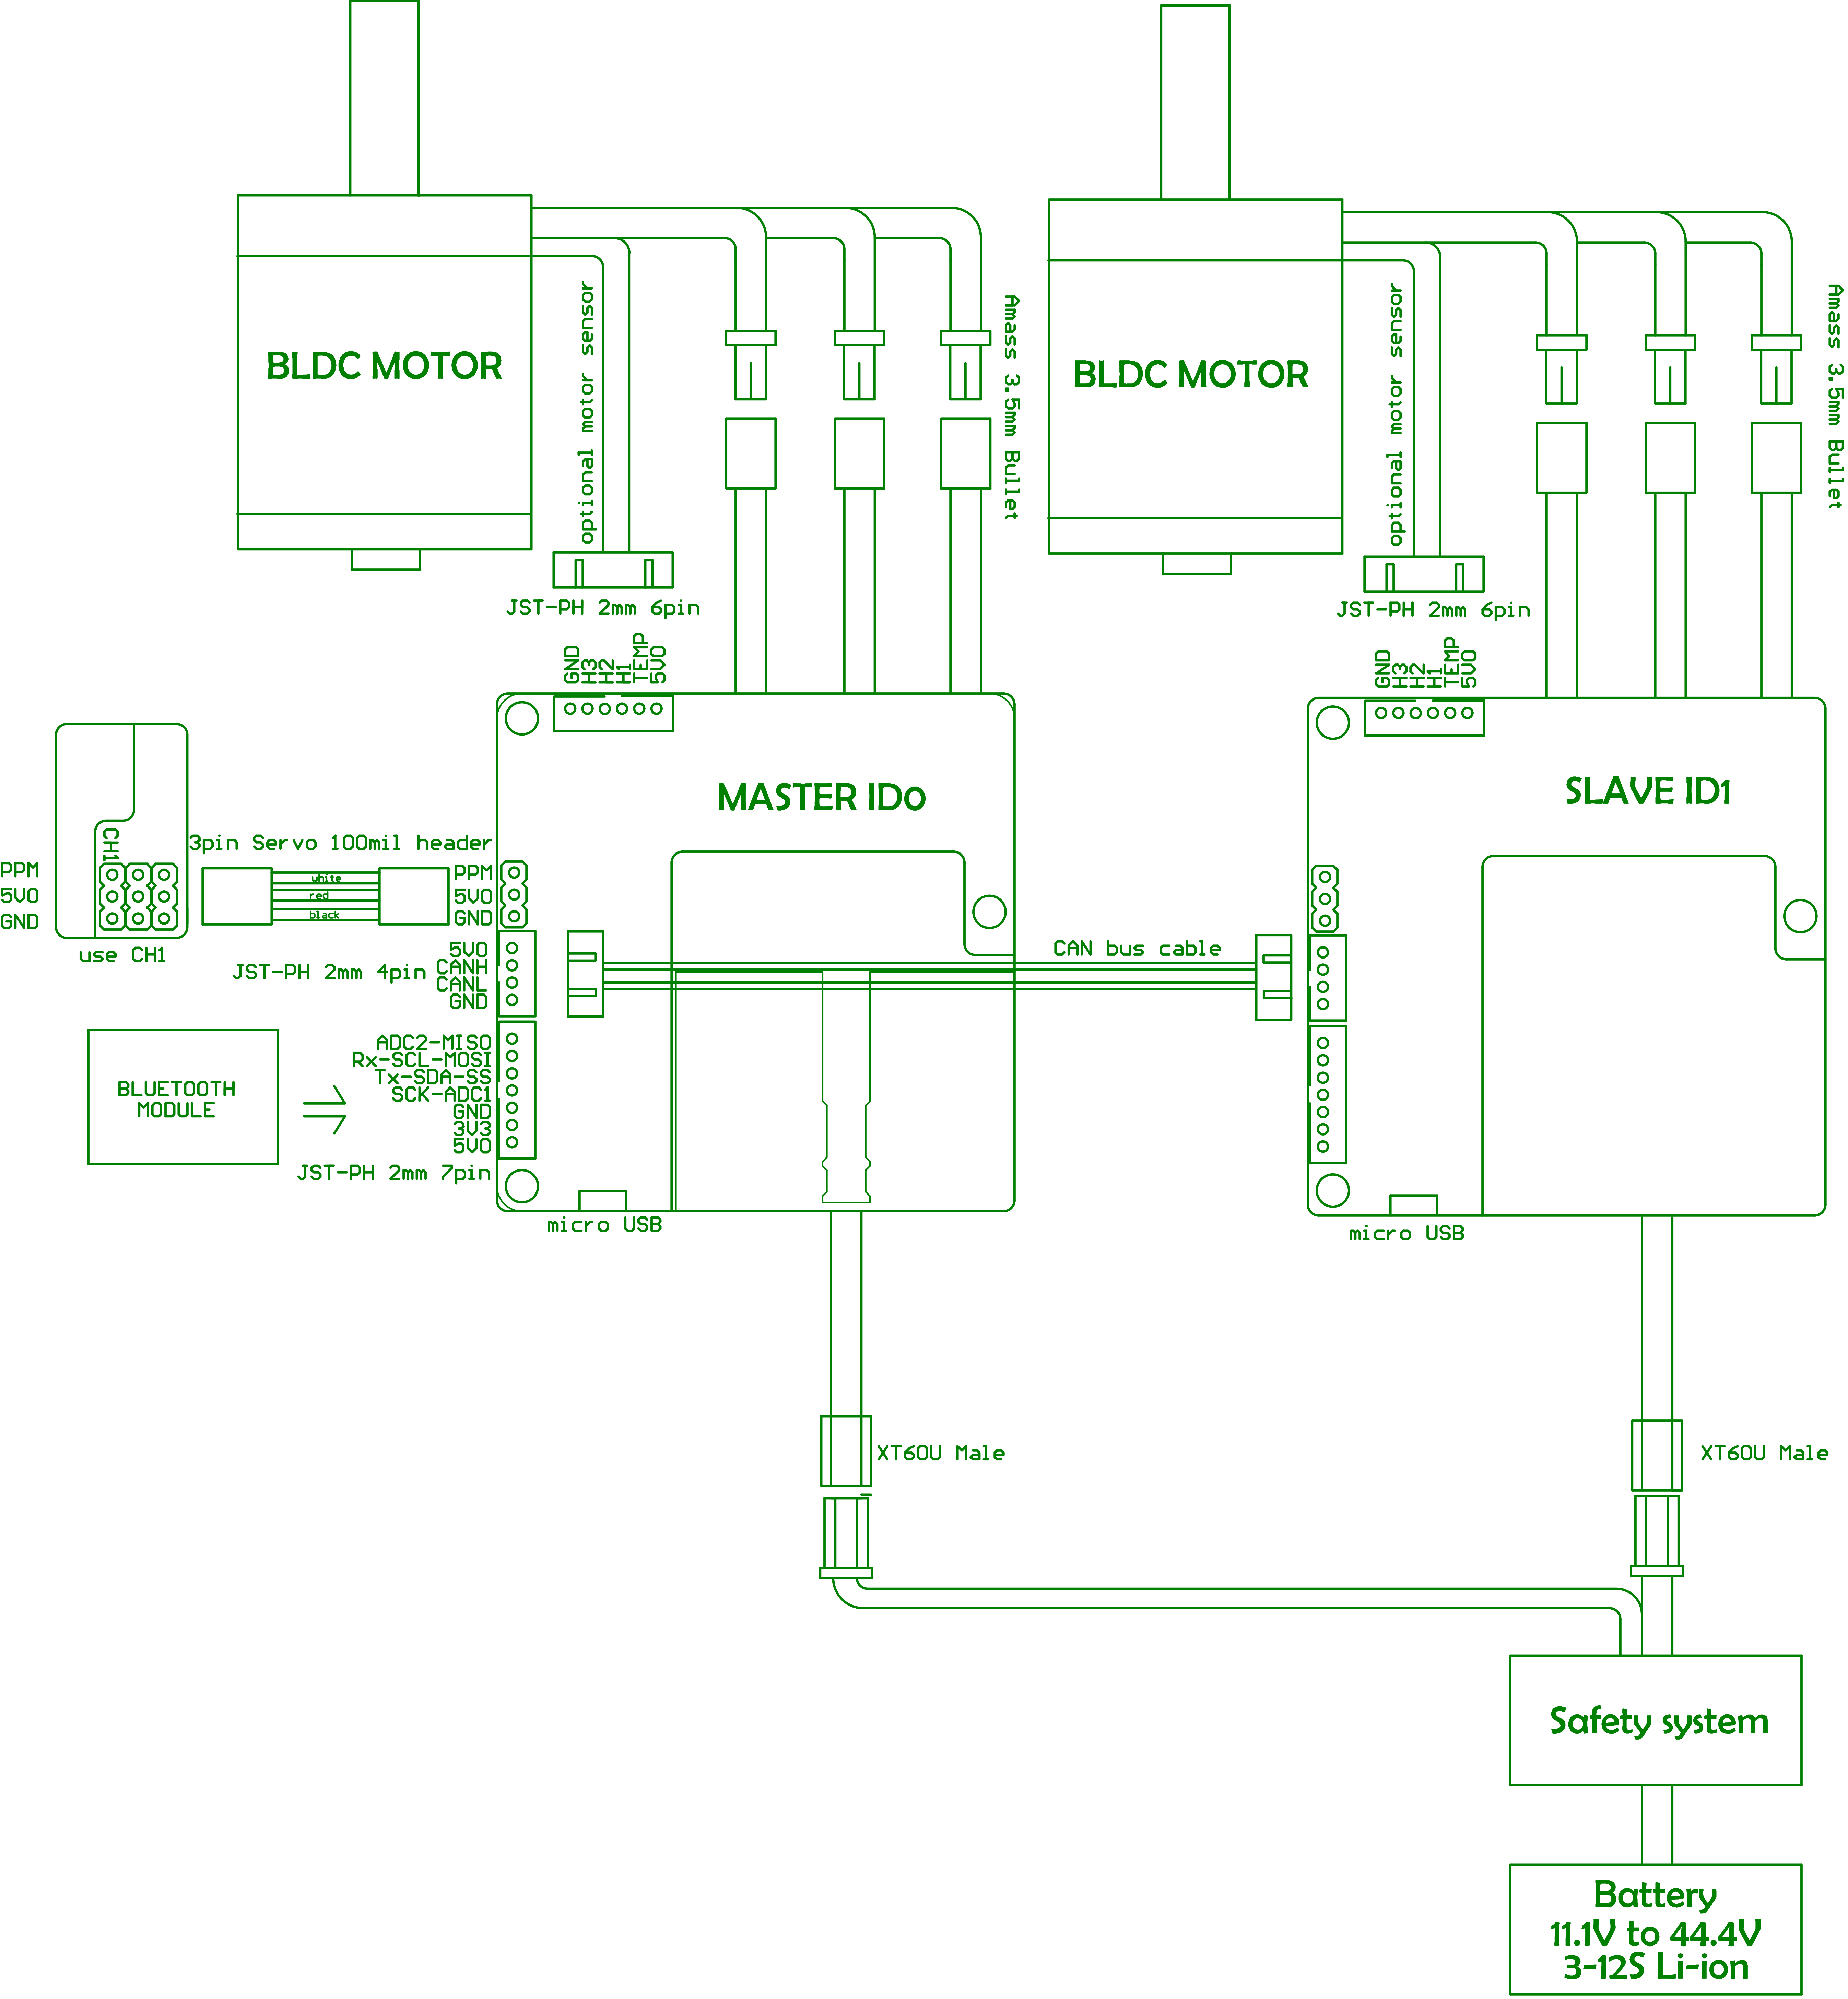 BLDC MOTOR
optional motor sensor
Amass 3.5mm Bullet
JST-PH 2mm 6pin
BLDC MOTOR
optional motor sensor
Amass 3.5mm Bullet
JST-PH 2mm 6pin
GND
H3
H2
H1
TEMP
5V0
GND
H3
H2
H1
TEMP
5V0
MASTER ID0
SLAVE ID1
CH1
PPM
5V0
GND
use CH1
3pin Servo 100mil header
white
red
black
PPM
5V0
GND
JST-PH 2mm 4pin
5V0
CANH
CANL
GND
CAN bus cable
BLUETOOTH
MODULE
ADC2-MISO
Rx-SCL-MOSI
Tx-SDA-SS
SCK-ADC1
GND
3V3
5V0
JST-PH 2mm 7pin
micro USB
micro USB
XT60U Male
XT60U Male
Safety system
Battery
11.1V to 44.4V
3-12S Li-ion